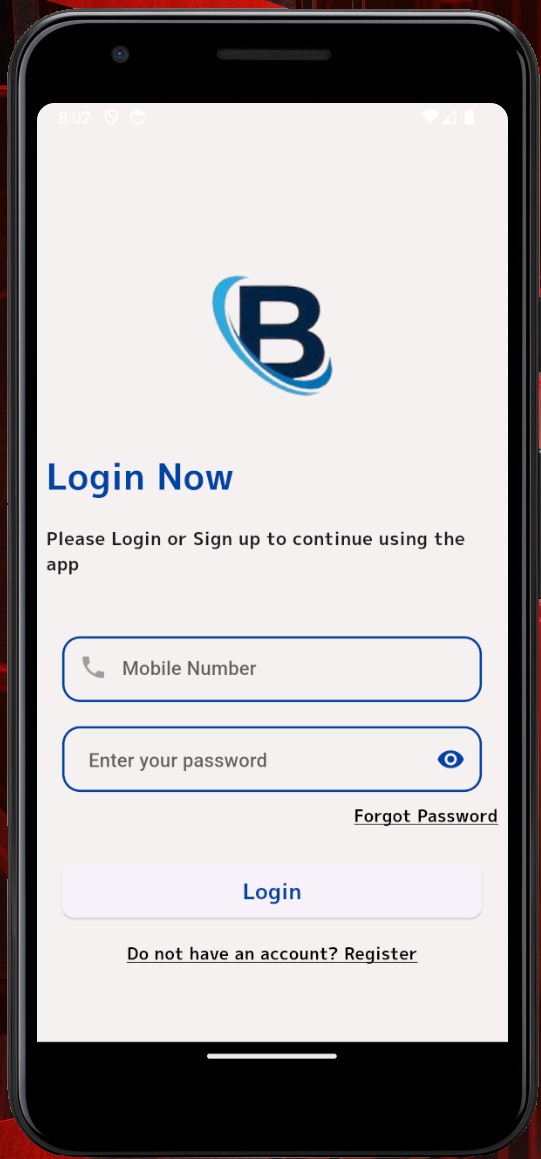 8:02
B
Login Now
Please Login or Sign up to continue using the
app
Mobile Number
Enter your password
Forgot Password
Login
Do not have an account? Register